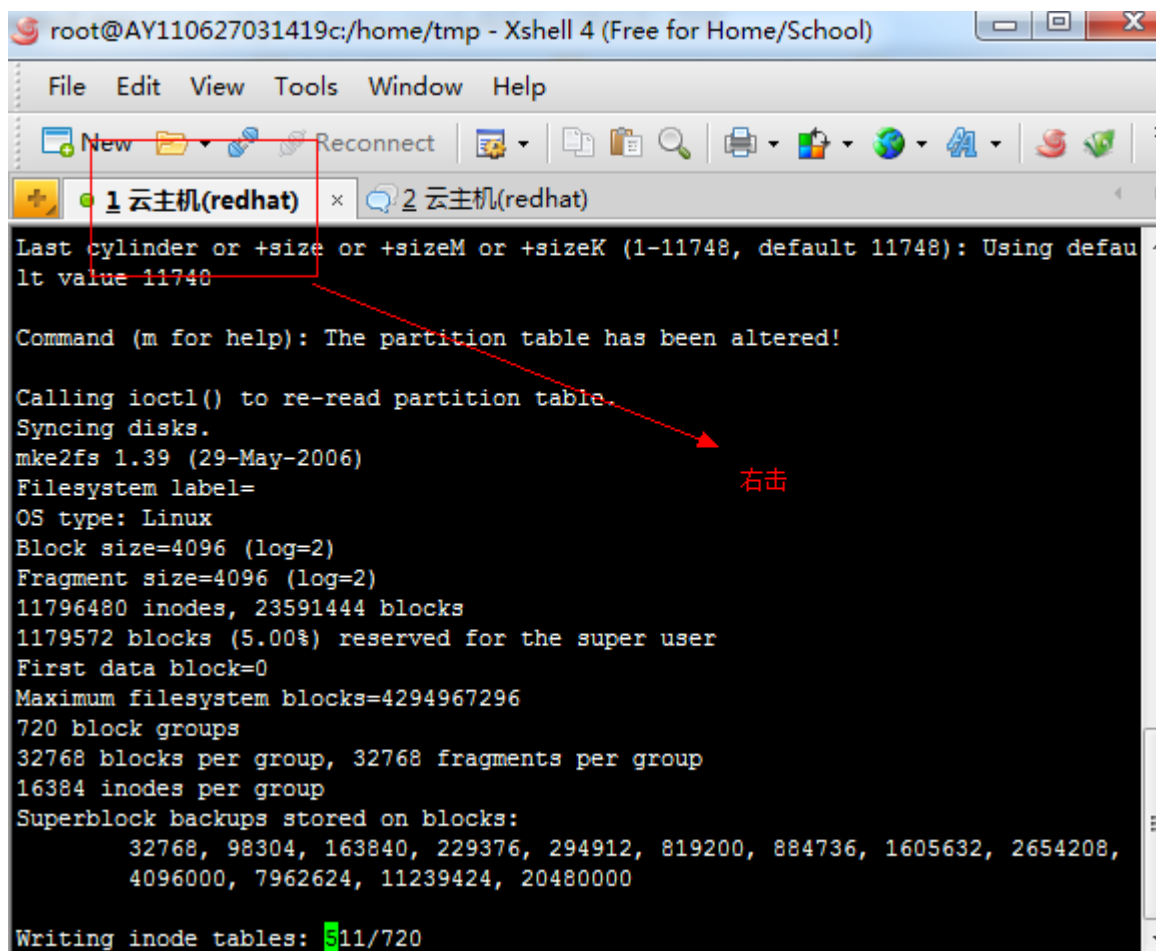 root@AY110627031419c:/home/tmp - Xshell 4 (Free for Home/School)
File Edit View Tools Window Help
New Reconnect
1 云主机(redhat) 2 云主机(redhat)
Last cylinder or +size or +sizeM or +sizeK (1-11748, default 11748): Using defau
lt value 11748
Command (m for help): The partition table has been altered!
Calling ioctl() to re-read partition table.
Syncing disks.
mke2fs 1.39 (29-May-2006)
右击
Filesystem label=
OS type: Linux
Block size=4096 (log=2)
Fragment size=4096 (log=2)
11796480 inodes, 23591444 blocks
1179572 blocks (5.00%) reserved for the super user
First data block=0
Maximum filesystem blocks=4294967296
720 block groups
32768 blocks per group, 32768 fragments per group
16384 inodes per group
Superblock backups stored on blocks:
32768, 98304, 163840, 229376, 294912, 819200, 884736, 1605632, 2654208,
4096000, 7962624, 11239424, 20480000
Writing inode tables: 511/720